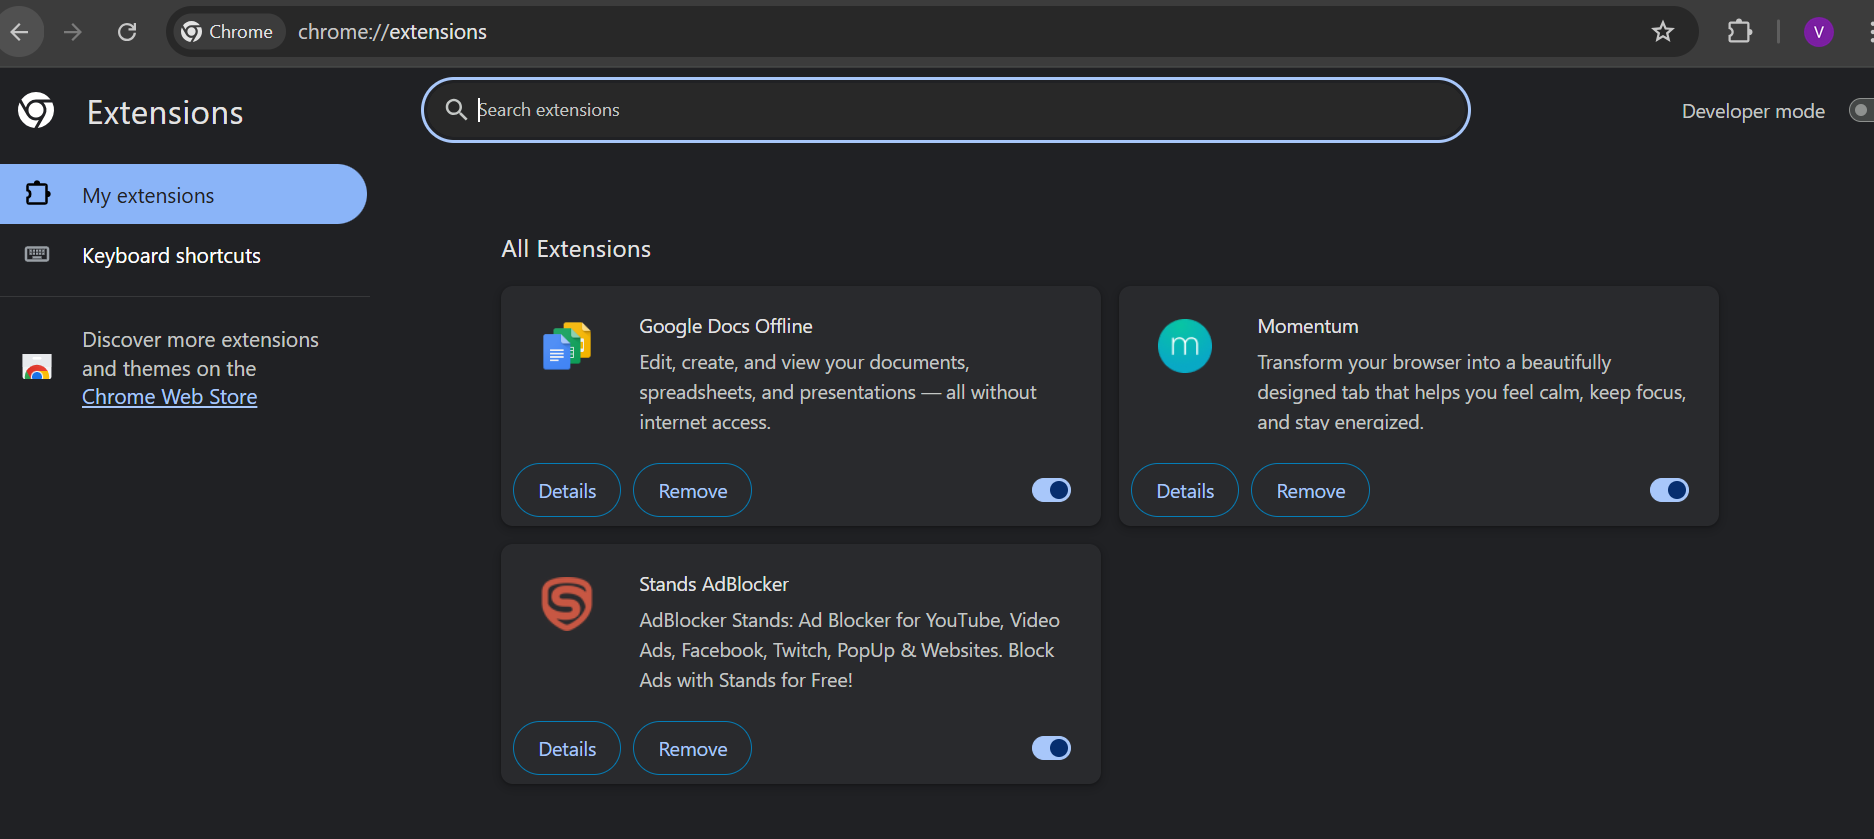 Chrome
chrome://extensions
V
Extensions
Search extensions
Developer mode
My extensions
Keyboard shortcuts
Discover more extensions
and themes on the
Chrome Web Store
All Extensions
Google Docs Offline
Edit, create, and view your documents,
spreadsheets, and presentations — all without
internet access.
Details
Remove
m
Momentum
Transform your browser into a beautifully
designed tab that helps you feel calm, keep focus,
and stay energized.
Details
Remove
Stands AdBlocker
AdBlocker Stands: Ad Blocker for YouTube, Video
Ads, Facebook, Twitch, PopUp & Websites. Block
Ads with Stands for Free!
Details
Remove